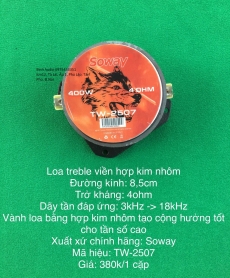 Soway
400W
4 OHM
TW-2507
Loa treble viền hợp kim nhôm
Đường kính: 8,5cm
Trở kháng: 4ohm
Dãy tần đáp ứng: 3kHz -> 18kHz
Vành loa bằng hợp kim nhôm tạo cộng hưởng tốt
cho tần số cao
Xuất xứ chính hãng: Soway
Mã hiệu: TW-2507
Giá: 380k/1 cặp